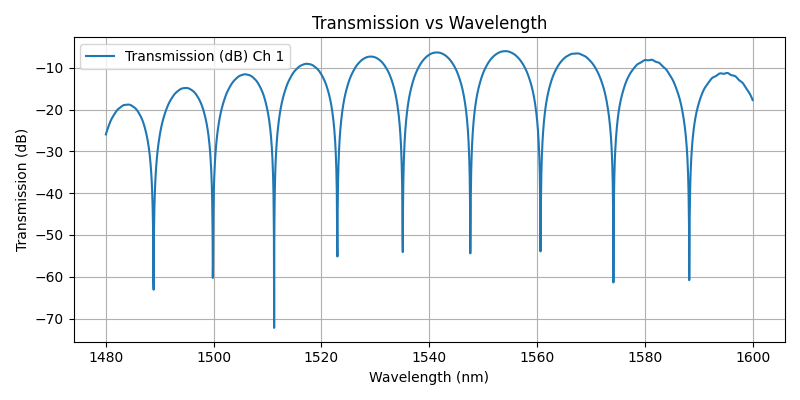 Transmission vs Wavelength
Transmission (dB) Ch 1
Transmission (dB)
−10
−20
−30
−40
−50
−60
−70
1480 1500 1520 1540 1560 1580 1600
Wavelength (nm)